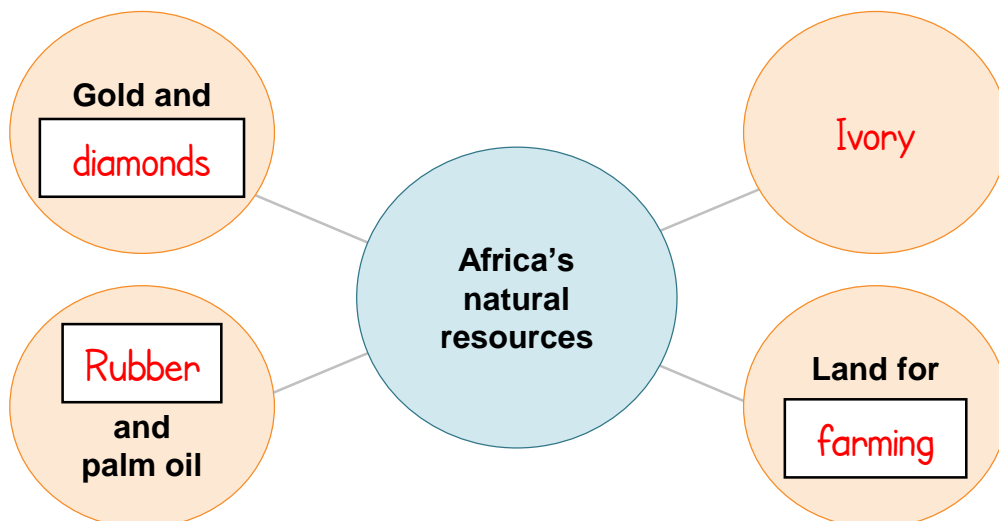 Gold and
diamonds
Ivory
Africa's
natural
resources
Rubber
and
palm oil
Land for
farming